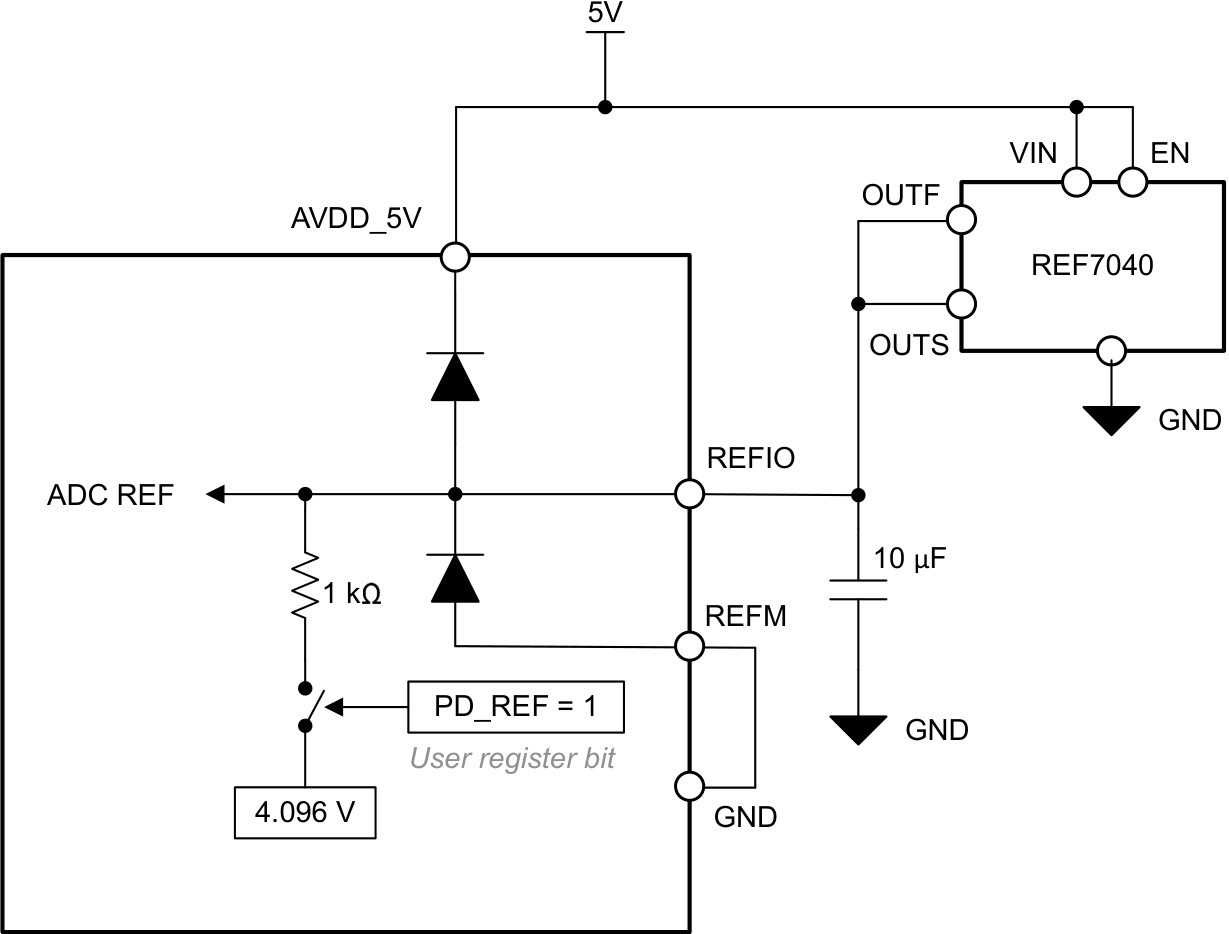 5V
VIN
EN
OUTF
AVDD_5V
REF7040
OUTS
GND
REFIO
ADC REF
10 µF
1 kΩ
REFM
PD_REF = 1
GND
User register bit
4.096 V
GND